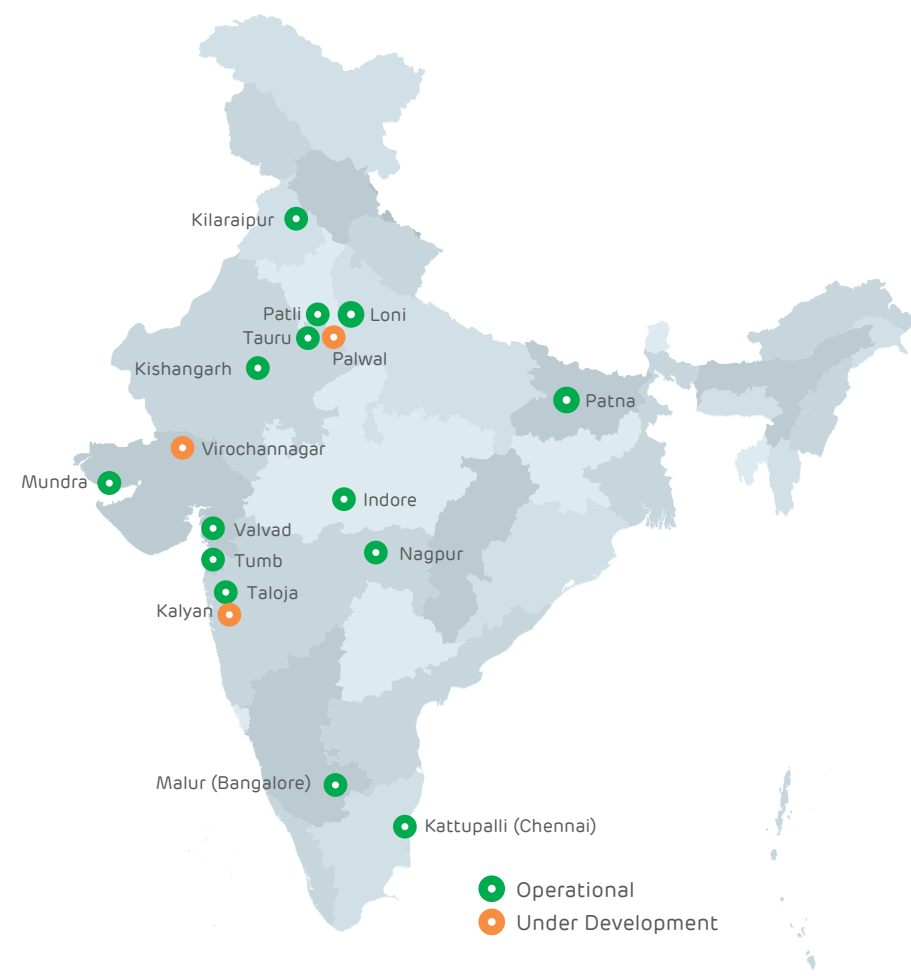 Kilaraipur
Patli
Loni
Tauru
Palwal
Kishangarh
Patna
Virochannagar
Mundra
Indore
Valvad
Nagpur
Tumb
Taloja
Kalyan
Malur (Bangalore)
Kattupalli (Chennai)
Operational
Under Development